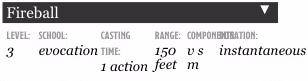 Fireball ▼
LEVEL: SCHOOL: CASTING TIME: RANGE: COMPONENTS: DURATION:
3 evocation 1 action 150 feet v s m instantaneous